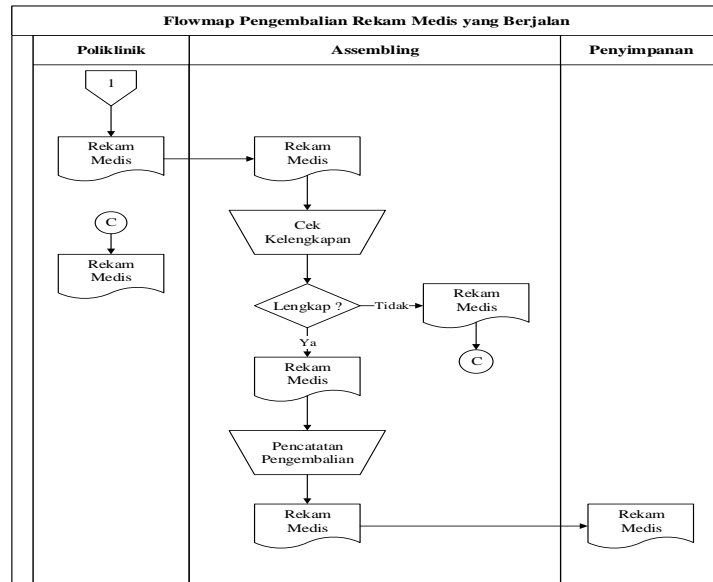 Flowmap Pengembalian Rekam Medis yang Berjalan
Poliklinik
Assembling
Penyimpanan
1
Rekam
Medis
Rekam
Medis
C
Rekam
Medis
Cek
Kelengkapan
Lengkap ?
Tidak
Rekam
Medis
C
Ya
Rekam
Medis
Pencatatan
Pengembalian
Rekam
Medis
Rekam
Medis